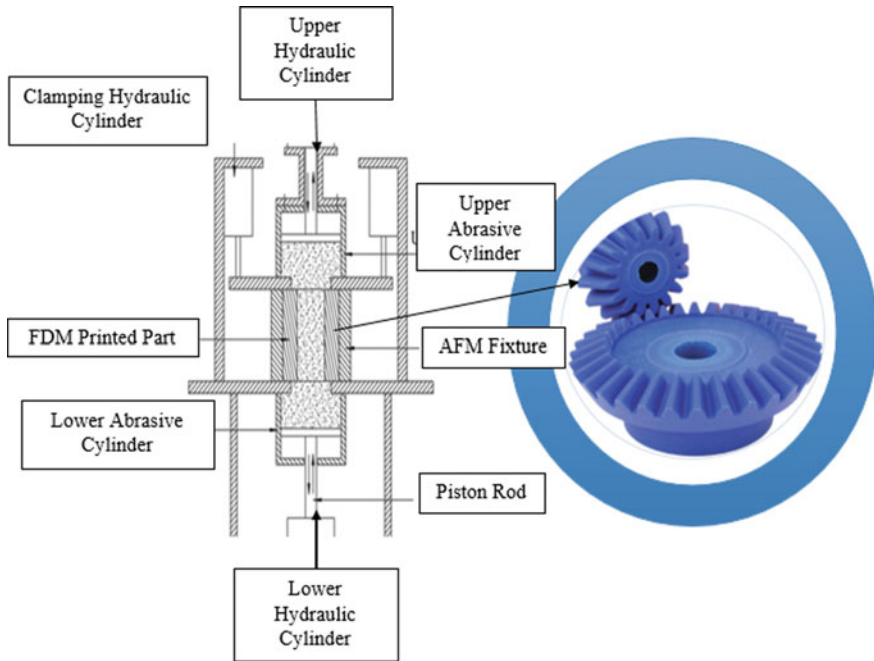 Upper
Hydraulic
Cylinder
Clamping Hydraulic
Cylinder
Upper
Abrasive
Cylinder
FDM Printed Part
AFM Fixture
Lower Abrasive
Cylinder
Piston Rod
Lower
Hydraulic
Cylinder